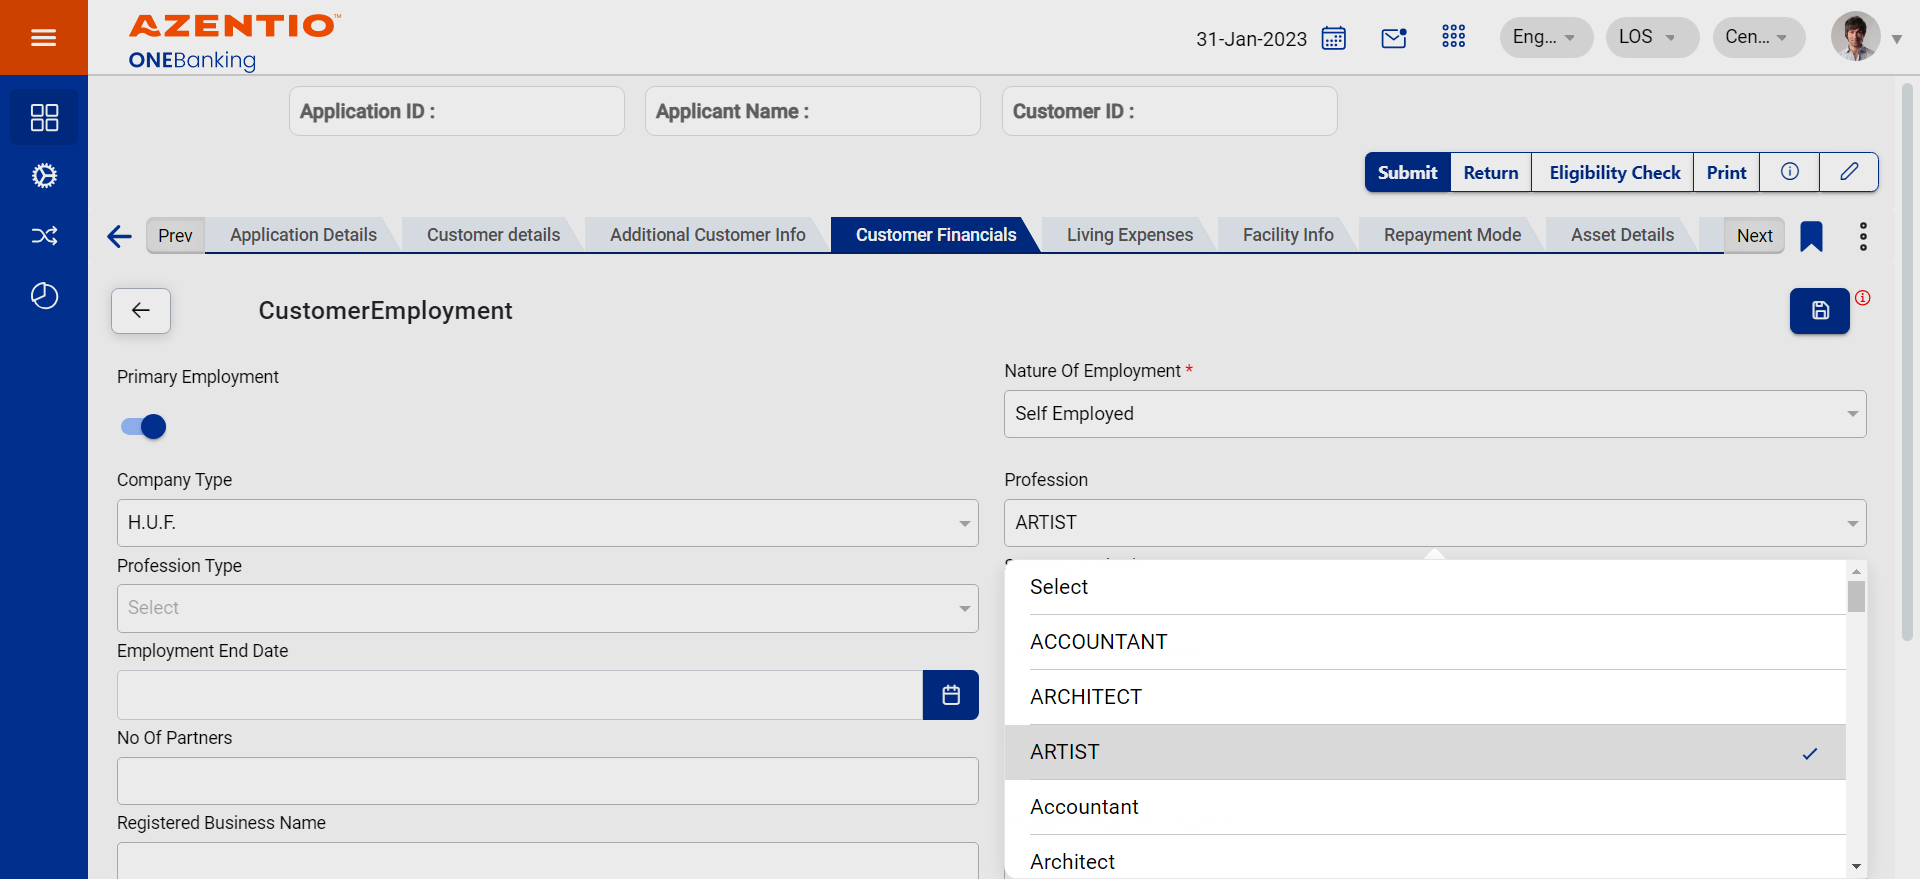 AZENTIO™
ONEBanking
31-Jan-2023
Eng...
LOS
Cen...
Application ID :
Applicant Name :
Customer ID :
Submit
Return
Eligibility Check
Print
Prev
Application Details
Customer details
Additional Customer Info
Customer Financials
Living Expenses
Facility Info
Repayment Mode
Asset Details
Next
CustomerEmployment
Primary Employment
Nature Of Employment *
Self Employed
Company Type
H.U.F.
Profession
ARTIST
Profession Type
Select
Employment End Date
No Of Partners
Registered Business Name
Select
ACCOUNTANT
ARCHITECT
ARTIST
Accountant
Architect